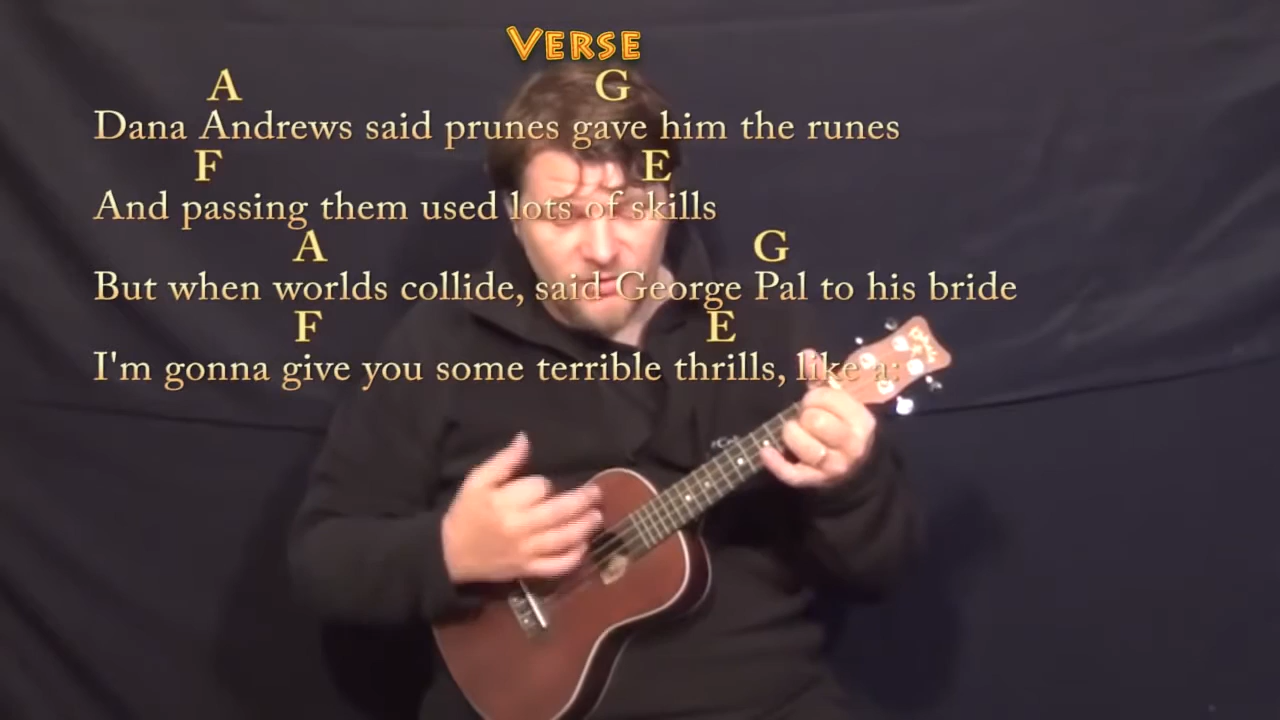 VERSE
A G
Dana Andrews said prunes gave him the runes
F E
And passing them used lots of skills
A G
But when worlds collide, said George Pal to his bride
F E
I'm gonna give you some terrible thrills, like a: